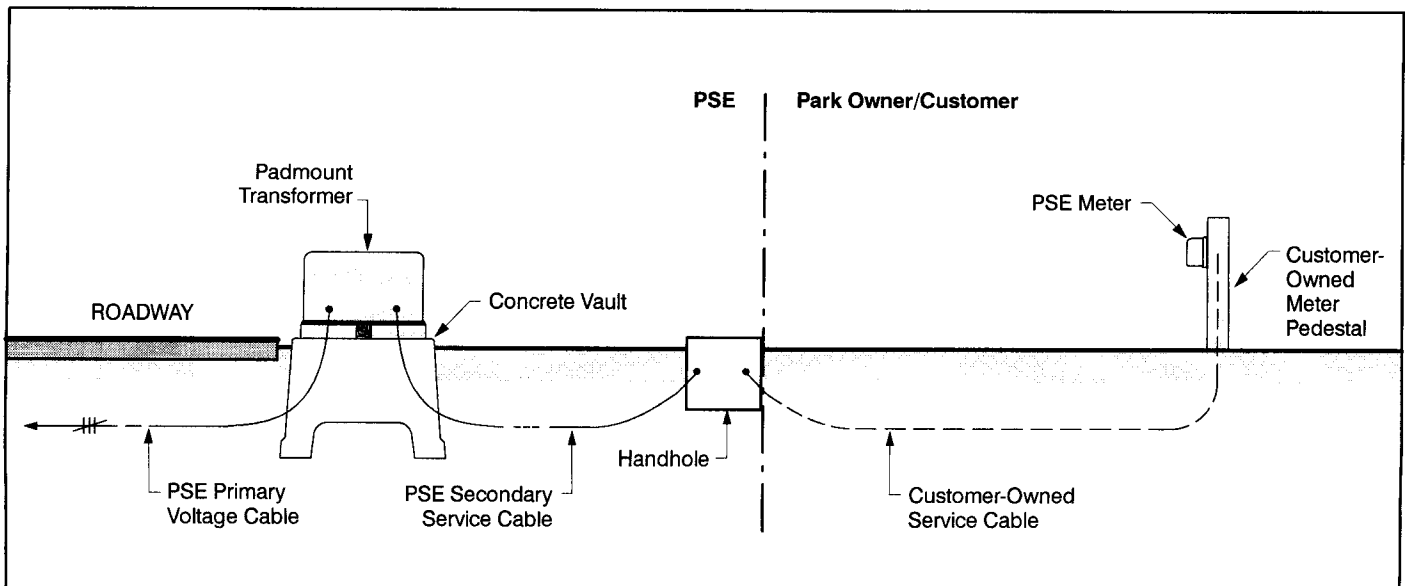 PSE
Park Owner/Customer
Padmount
Transformer
PSE Meter
Customer-
Owned
Meter
Pedestal
Concrete Vault
ROADWAY
Handhole
PSE Primary
Voltage Cable
PSE Secondary
Service Cable
Customer-Owned
Service Cable